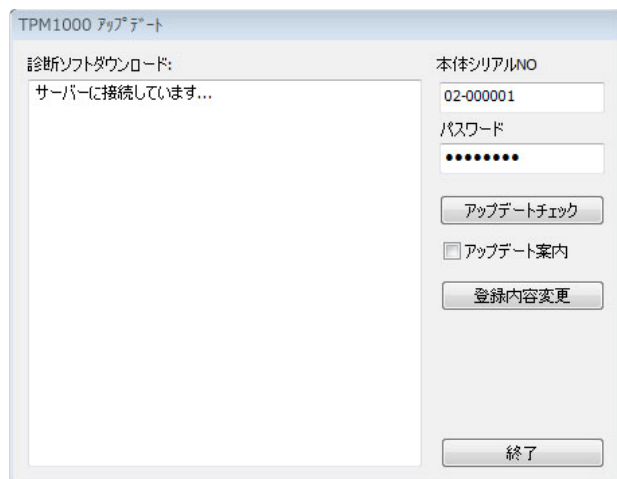 TPM1000 ｱｯﾌﾟﾃﾞｰﾄ
診断ソフトダウンロード:
サーバーに接続しています...
本体シリアルNO
02-000001
パスワード
●●●●●●●●
アップデートチェック
アップデート案内
登録内容変更
終了